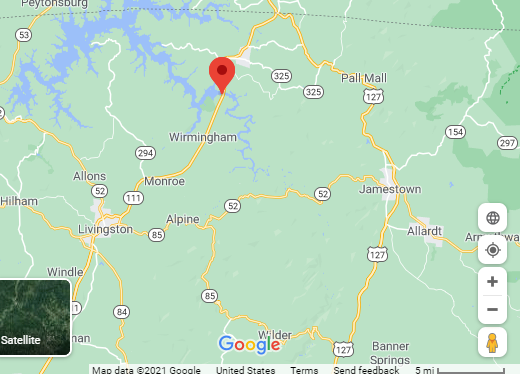 Peytonsburg
53
325
Pall Mall
325
127
154
Wirmingham
297
294
Allons
52
Monroe
Jamestown
52
Hilham
111
52
Alpine
Livingston
85
Allardt
127
Windle
85
84
Satellite
Google
Wilder
127
Banner
Springs
Map data ©2021 Google United States Terms Send feedback 5 mi